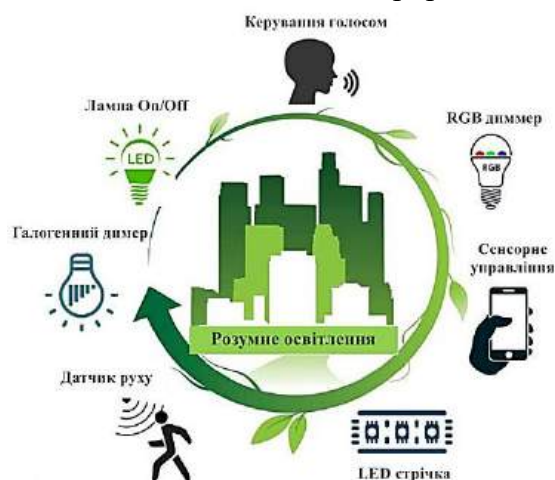 Керування голосом
Лампа On/Off
LED
RGB диммер
RGB
Галогенний димер
Сенсорне
управління
Розумне освітлення
Датчик руху
LED стрічка